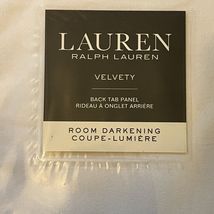 LAUREN
RALPH LAUREN
VELVETY
BACK TAB PANEL
RIDEAU À ONGLET ARRIÈRE
ROOM DARKENING
COUPE-LUMIÈRE